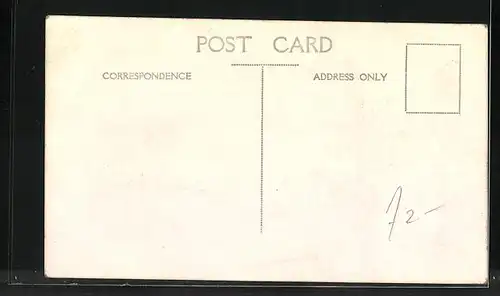 POST CARD
CORRESPONDENCE
ADDRESS ONLY
72-